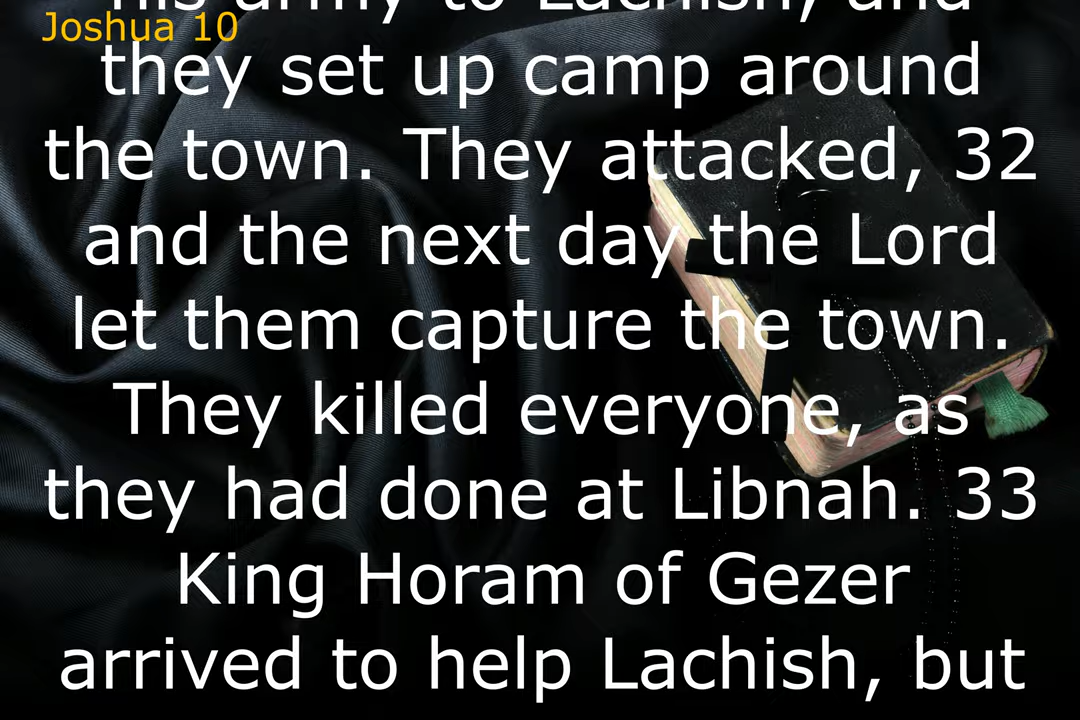 his army to Lachish, and
Joshua 10
they set up camp around
the town. They attacked, 32
and the next day the Lord
let them capture the town.
They killed everyone, as
they had done at Libnah. 33
King Horam of Gezer
arrived to help Lachish, but